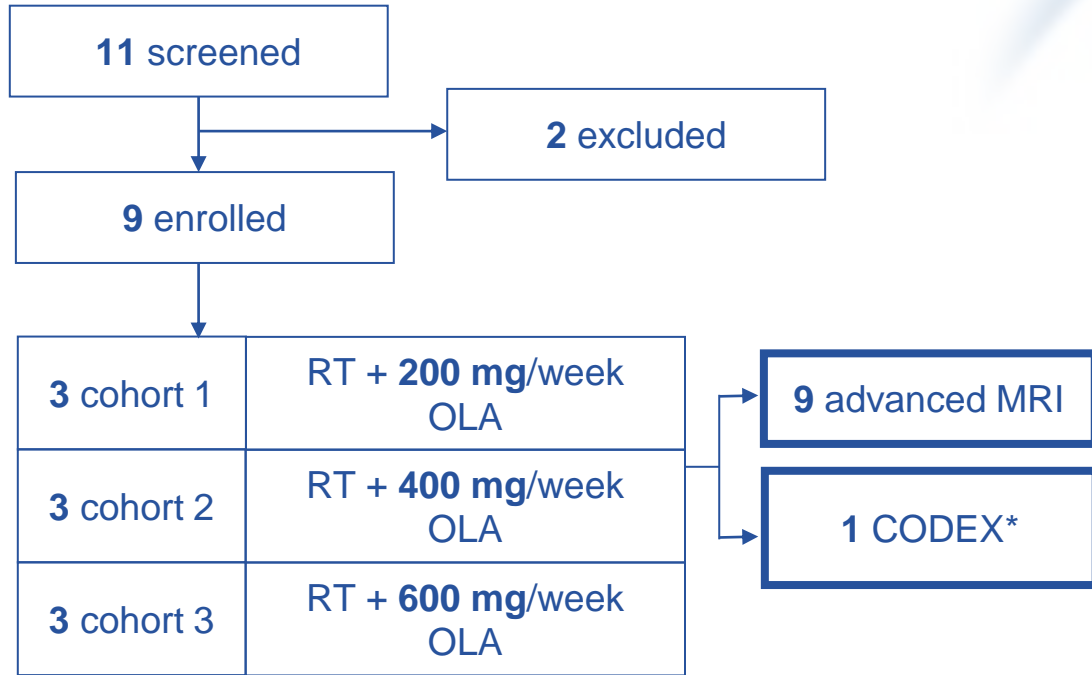 11 screened
2 excluded
9 enrolled
3 cohort 1
RT + 200 mg/week
OLA
3 cohort 2
RT + 400 mg/week
OLA
3 cohort 3
RT + 600 mg/week
OLA
9 advanced MRI
1 CODEX*